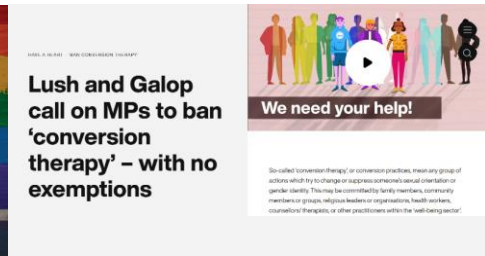 BAN CONVERSION THERAPY
Lush and Galop
call on MPs to ban
‘conversion
therapy’ – with no
exemptions
We need your help!
So-called 'conversion therapy', or conversion practices, mean any group of
actions which try to change or suppress someone's sexual orientation or
gender identity. This may be committed by family members, community
members or groups, religious leaders or organisations, health workers,
counsellors/therapists, or other practitioners within the 'well-being sector'.